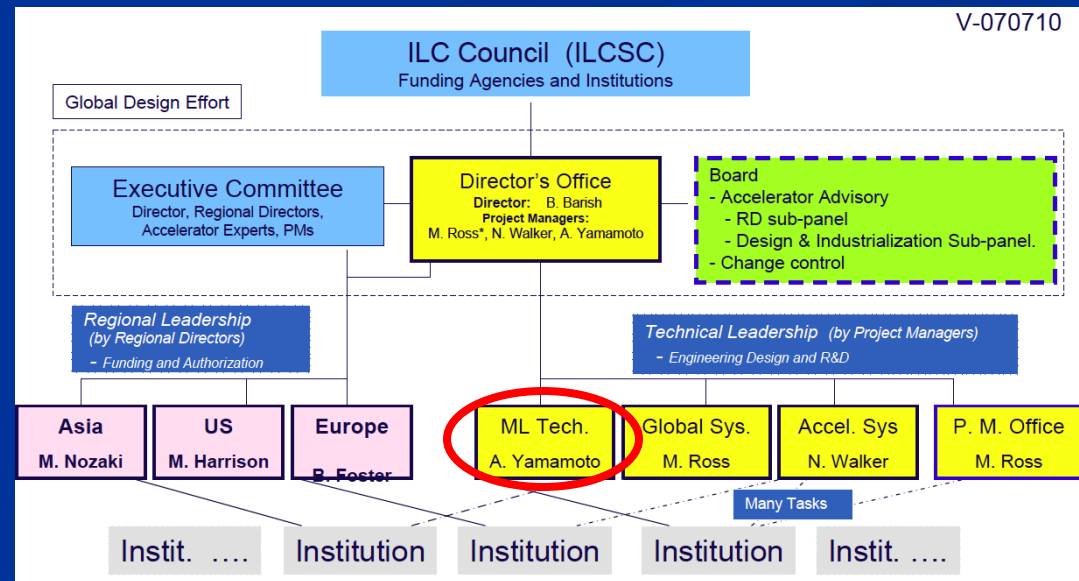 V-070710
ILC Council (ILCSC)
Funding Agencies and Institutions
Global Design Effort
Executive Committee
Director, Regional Directors,
Accelerator Experts, PMs
Director's Office
Director: B. Barish
Project Managers:
M. Ross*, N. Walker, A. Yamamoto
Board
- Accelerator Advisory
- RD sub-panel
- Design & Industrialization Sub-panel.
- Change control
Regional Leadership
(by Regional Directors)
- Funding and Authorization
Technical Leadership (by Project Managers)
- Engineering Design and R&D
Asia
M. Nozaki
US
M. Harrison
Europe
B. Foster
ML Tech.
A. Yamamoto
Global Sys.
M. Ross
Accel. Sys
N. Walker
P. M. Office
M. Ross
Many Tasks
Instit. ....
Institution
Institution
Institution
Instit. ....